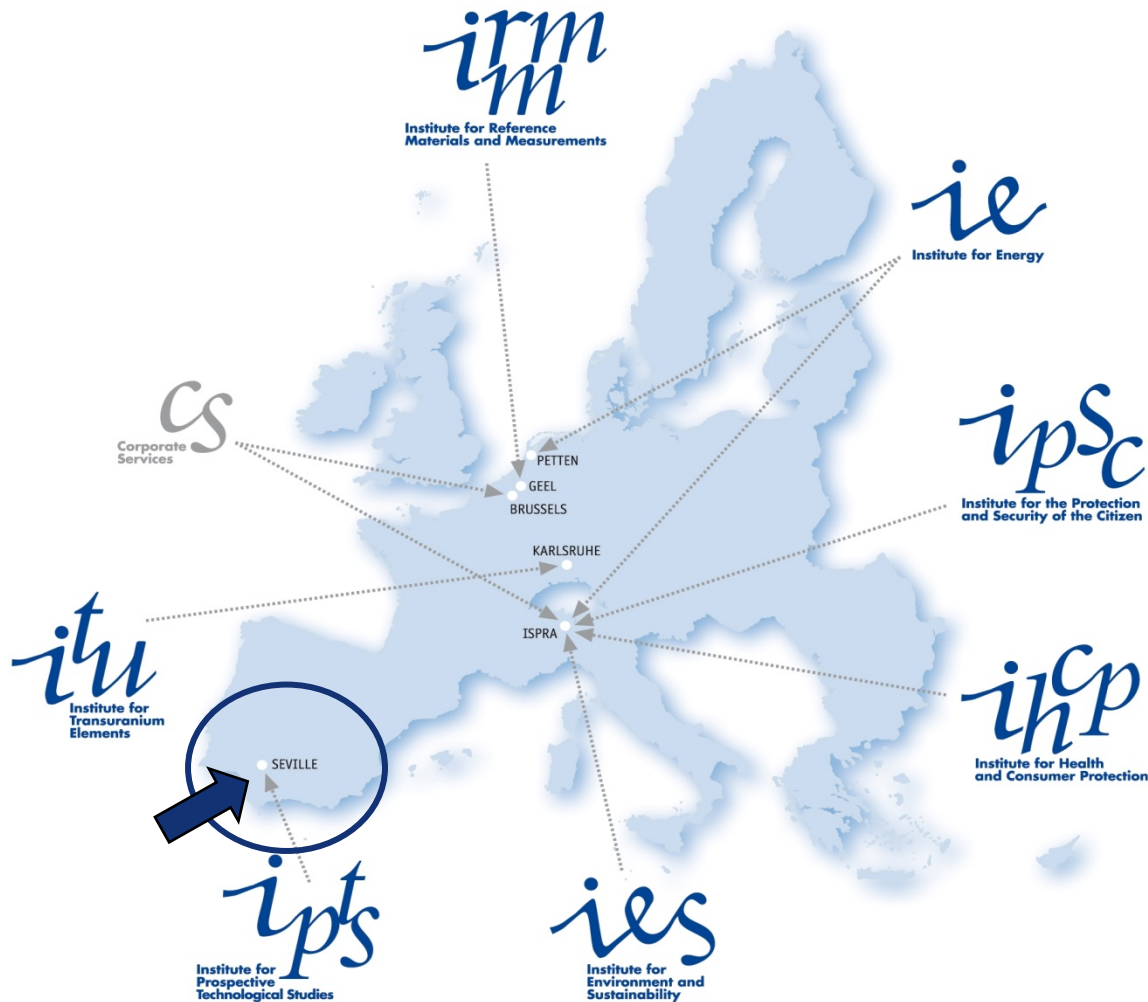 irmm
Institute for Reference
Materials and Measurements
ie
Institute for Energy
cs
Corporate
Services
ipsc
Institute for the Protection
and Security of the Citizen
PETTEN
GEEL
BRUSSELS
KARLSRUHE
ISPRA
itu
Institute for
Transuranium
Elements
ihcp
Institute for Health
and Consumer Protection
SEVILLE
ipts
Institute for
Prospective
Technological Studies
ies
Institute for
Environment and
Sustainability